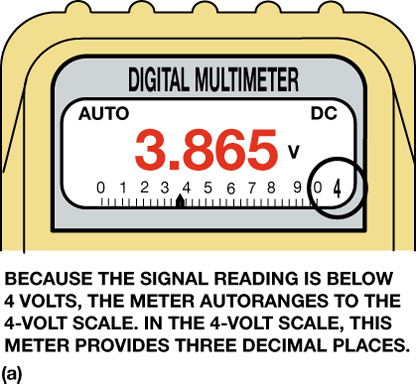 DIGITAL MULTIMETER
AUTO DC
3.865 V
0 1 2 3 4 5 6 7 8 9 0 4
BECAUSE THE SIGNAL READING IS BELOW
4 VOLTS, THE METER AUTORANGES TO THE
4-VOLT SCALE. IN THE 4-VOLT SCALE, THIS
METER PROVIDES THREE DECIMAL PLACES.
(a)